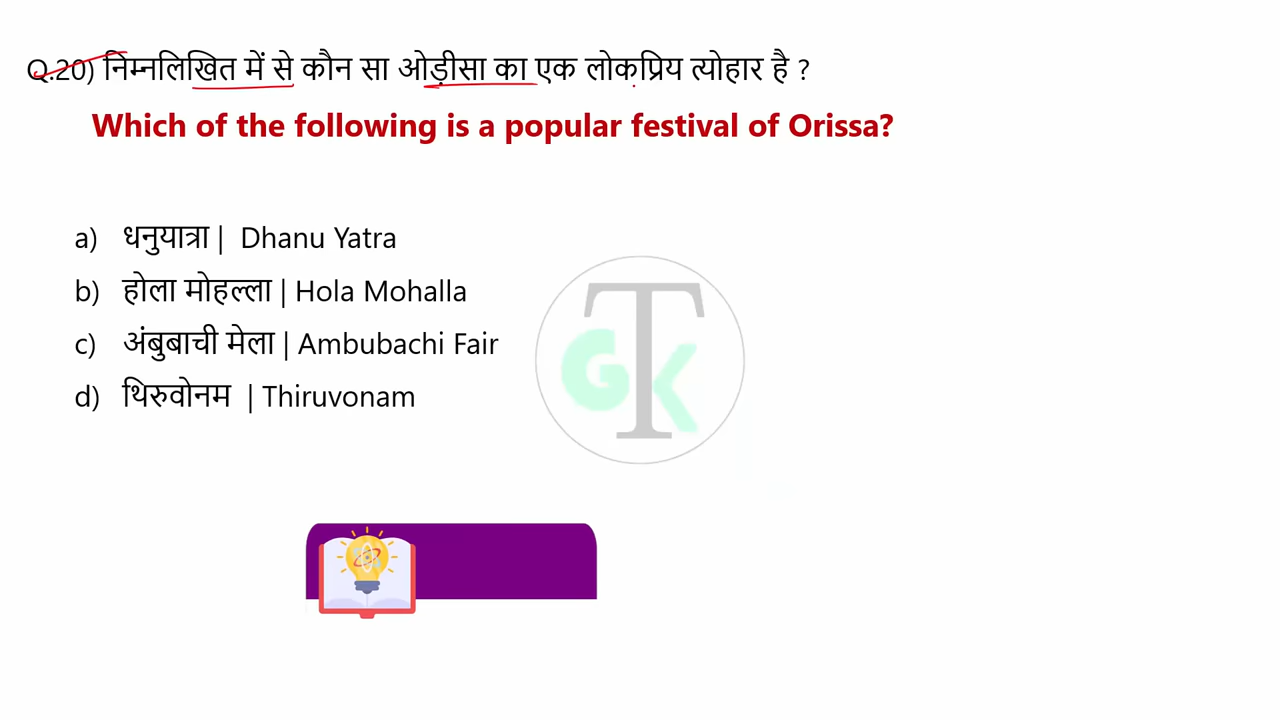 Q.20) निम्नलिखित में से कौन सा ओड़ीसा का एक लोकप्रिय त्योहार है ?
Which of the following is a popular festival of Orissa?
a) धनुयात्रा | Dhanu Yatra
b) होला मोहल्ला | Hola Mohalla
c) अंबुबाची मेला | Ambubachi Fair
d) थिरुवोनम | Thiruvonam
GTK